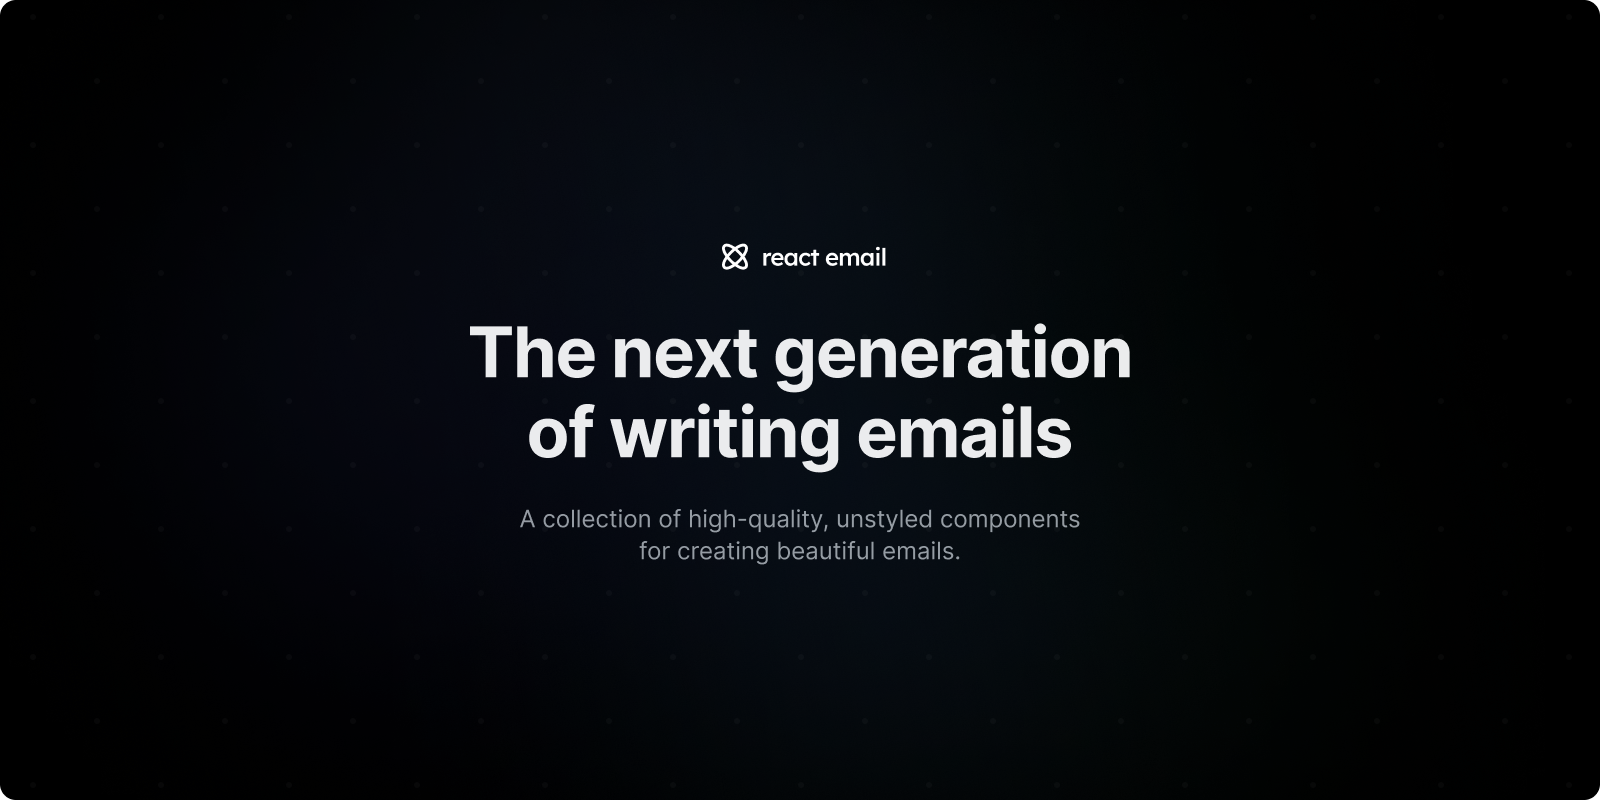 react email
The next generation
of writing emails
A collection of high-quality, unstyled components
for creating beautiful emails.